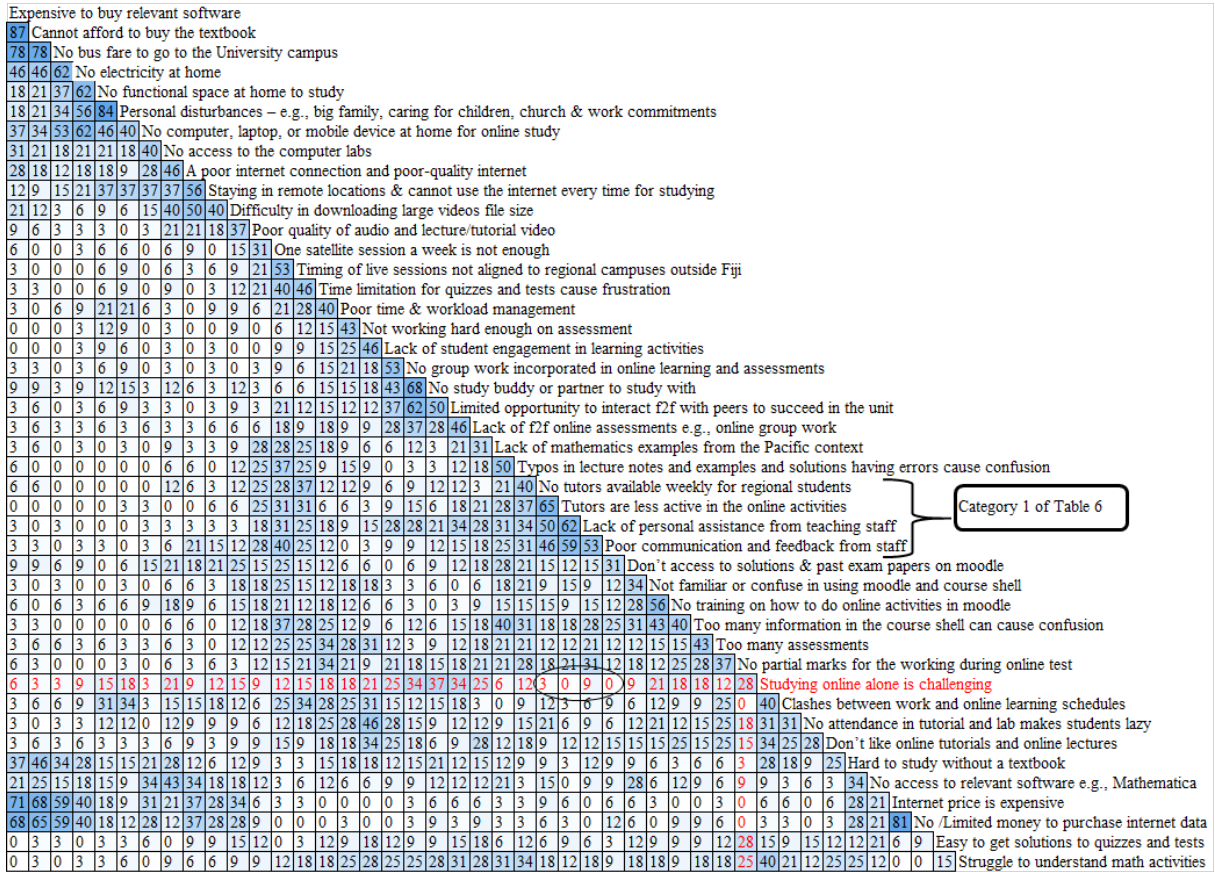 Expensive to buy relevant software
87 Cannot afford to buy the textbook
78 78 No bus fare to go to the University campus
46 46 62 No electricity at home
18 21 37 62 No functional space at home to study
18 21 34 56 84 Personal disturbances – e.g., big family, caring for children, church & work commitments
37 34 53 62 46 40 No computer, laptop, or mobile device at home for online study
31 21 18 21 21 18 40 No access to the computer labs
28 18 12 18 18 9 28 46 A poor internet connection and poor-quality internet
12 9 15 21 37 37 37 37 56 Staying in remote locations & cannot use the internet every time for studying
21 12 3 6 9 6 15 40 50 40 Difficulty in downloading large videos file size
9 6 3 3 3 0 3 21 21 18 37 Poor quality of audio and lecture/tutorial video
6 0 0 3 6 6 0 6 9 0 15 31 One satellite session a week is not enough
3 0 0 0 6 9 0 6 3 6 9 21 53 Timing of live sessions not aligned to regional campuses outside Fiji
3 3 0 0 6 9 0 9 0 3 12 21 40 46 Time limitation for quizzes and tests cause frustration
3 0 6 9 21 21 6 3 0 9 9 6 21 28 40 Poor time & workload management
0 0 0 3 12 9 0 3 0 0 9 0 6 12 15 43 Not working hard enough on assessment
0 0 0 3 9 6 0 3 0 3 0 0 9 9 15 25 46 Lack of student engagement in learning activities
3 3 0 3 6 9 0 3 0 3 0 3 9 6 15 21 18 53 No group work incorporated in online learning and assessments
9 9 3 9 12 15 3 12 6 3 12 3 6 6 15 15 18 43 68 No study buddy or partner to study with
3 6 0 3 6 9 3 3 0 3 9 3 21 12 15 12 12 37 62 50 Limited opportunity to interact f2f with peers to succeed in the unit
3 6 3 3 6 3 6 3 6 6 6 18 9 18 9 9 28 37 28 46 Lack of f2f online assessments e.g., online group work
3 6 0 3 0 3 0 9 3 3 9 28 28 25 18 9 6 6 12 3 21 31 Lack of mathematics examples from the Pacific context
6 0 0 0 0 0 0 6 6 0 12 25 37 25 9 15 9 0 3 3 12 18 50 Typos in lecture notes and examples and solutions having errors cause confusion
6 6 0 0 0 0 0 12 6 3 12 25 28 37 12 12 9 6 9 12 12 3 21 40 No tutors available weekly for regional students
0 0 0 0 0 3 3 0 0 6 6 25 31 31 6 6 3 9 15 6 18 21 28 37 65 Tutors are less active in the online activities
3 0 3 0 0 3 3 3 3 3 3 18 31 25 18 9 15 28 28 21 34 28 31 34 50 62 Lack of personal assistance from teaching staff
3 3 0 3 3 0 3 6 21 15 12 28 40 25 12 0 3 9 9 12 15 18 25 31 46 59 53 Poor communication and feedback from staff
Category 1 of Table 6
9 9 6 9 0 6 15 21 18 21 25 15 25 15 12 6 6 0 6 9 12 18 28 21 15 12 15 31 Don’t access to solutions & past exam papers on moodle
3 0 3 0 0 3 0 6 6 3 18 18 25 15 12 18 18 3 3 6 0 6 18 21 9 15 9 12 34 Not familiar or confuse in using moodle and course shell
6 0 6 3 6 6 9 18 9 6 15 18 21 12 18 12 6 6 3 0 3 9 15 15 15 9 15 12 28 56 No training on how to do online activities in moodle
3 3 0 0 0 0 0 6 6 0 12 18 37 28 25 12 9 6 12 6 15 18 40 31 18 18 28 25 31 43 40 Too many information in the course shell can cause confusion
3 6 6 3 6 3 3 6 3 0 12 12 25 25 34 28 31 12 3 9 12 18 21 21 12 12 21 12 12 15 15 43 Too many assessments
6 3 0 0 0 3 0 6 3 6 3 12 15 21 34 21 9 21 18 15 18 21 21 28 18 21 31 12 18 12 25 28 37 No partial marks for the working during online test
6 3 3 9 15 18 3 21 9 12 15 9 12 15 18 18 21 25 34 37 34 25 6 12 3 0 9 0 9 21 18 18 12 28 Studying online alone is challenging
3 6 6 9 31 34 3 15 15 18 12 6 25 34 28 25 31 15 12 15 18 3 0 9 12 3 6 9 6 12 9 9 25 0 40 Clashes between work and online learning schedules
3 0 3 3 12 12 0 12 9 9 9 6 12 18 25 28 46 28 15 9 12 12 9 15 21 6 9 6 12 21 12 15 25 18 31 31 No attendance in tutorial and lab makes students lazy
3 6 3 6 3 3 3 6 9 3 9 9 15 9 18 18 34 25 18 6 9 28 12 18 9 12 12 15 15 15 25 15 25 15 34 25 28 Don’t like online tutorials and online lectures
37 46 34 28 15 15 21 28 12 6 12 9 3 3 15 18 18 12 15 21 12 15 12 9 9 3 12 9 9 6 3 6 6 3 28 18 9 25 Hard to study without a textbook
21 25 15 18 15 9 34 43 34 18 18 12 3 6 12 6 6 9 9 12 12 12 21 3 15 0 9 9 28 6 12 9 6 9 9 3 6 3 34 No access to relevant software e.g., Mathematica
71 68 59 40 18 9 31 21 37 28 34 6 3 3 0 0 0 0 3 6 6 6 3 3 9 6 0 6 6 3 0 0 3 0 6 6 0 6 28 21 Internet price is expensive
68 65 59 40 18 12 28 12 37 28 28 9 0 0 0 3 0 0 3 9 3 9 3 3 6 3 0 12 6 0 9 9 6 0 3 3 0 3 28 21 81 No /Limited money to purchase internet data
0 3 3 0 3 3 6 0 9 9 15 12 0 3 12 9 18 12 9 9 15 18 6 12 6 9 6 3 12 9 9 9 12 28 15 9 15 12 12 21 6 9 Easy to get solutions to quizzes and tests
0 3 0 3 3 6 0 9 6 9 9 12 18 18 25 28 25 25 28 31 28 31 34 18 12 18 9 18 18 9 18 18 25 40 21 12 25 25 12 0 0 15 Struggle to understand math activities